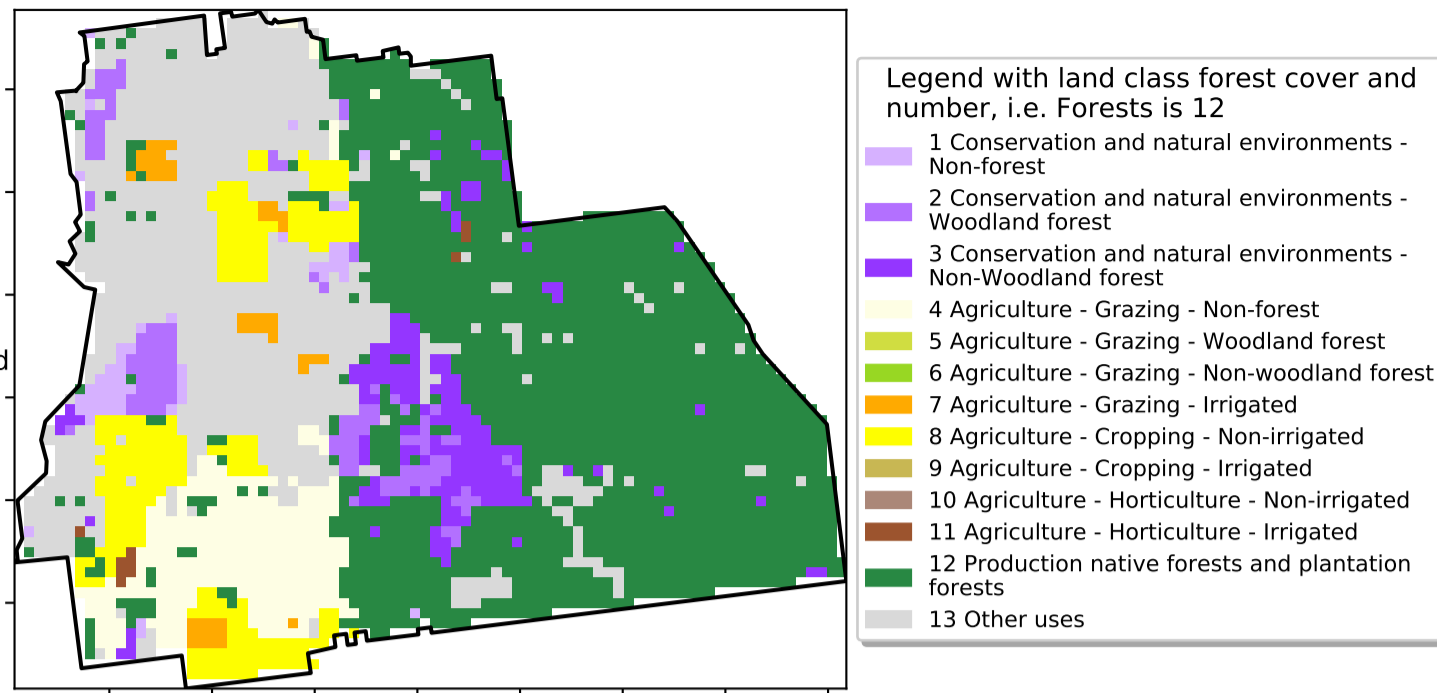 d
Legend with land class forest cover and
number, i.e. Forests is 12
1 Conservation and natural environments -
Non-forest
2 Conservation and natural environments -
Woodland forest
3 Conservation and natural environments -
Non-Woodland forest
4 Agriculture - Grazing - Non-forest
5 Agriculture - Grazing - Woodland forest
6 Agriculture - Grazing - Non-woodland forest
7 Agriculture - Grazing - Irrigated
8 Agriculture - Cropping - Non-irrigated
9 Agriculture - Cropping - Irrigated
10 Agriculture - Horticulture - Non-irrigated
11 Agriculture - Horticulture - Irrigated
12 Production native forests and plantation
forests
13 Other uses